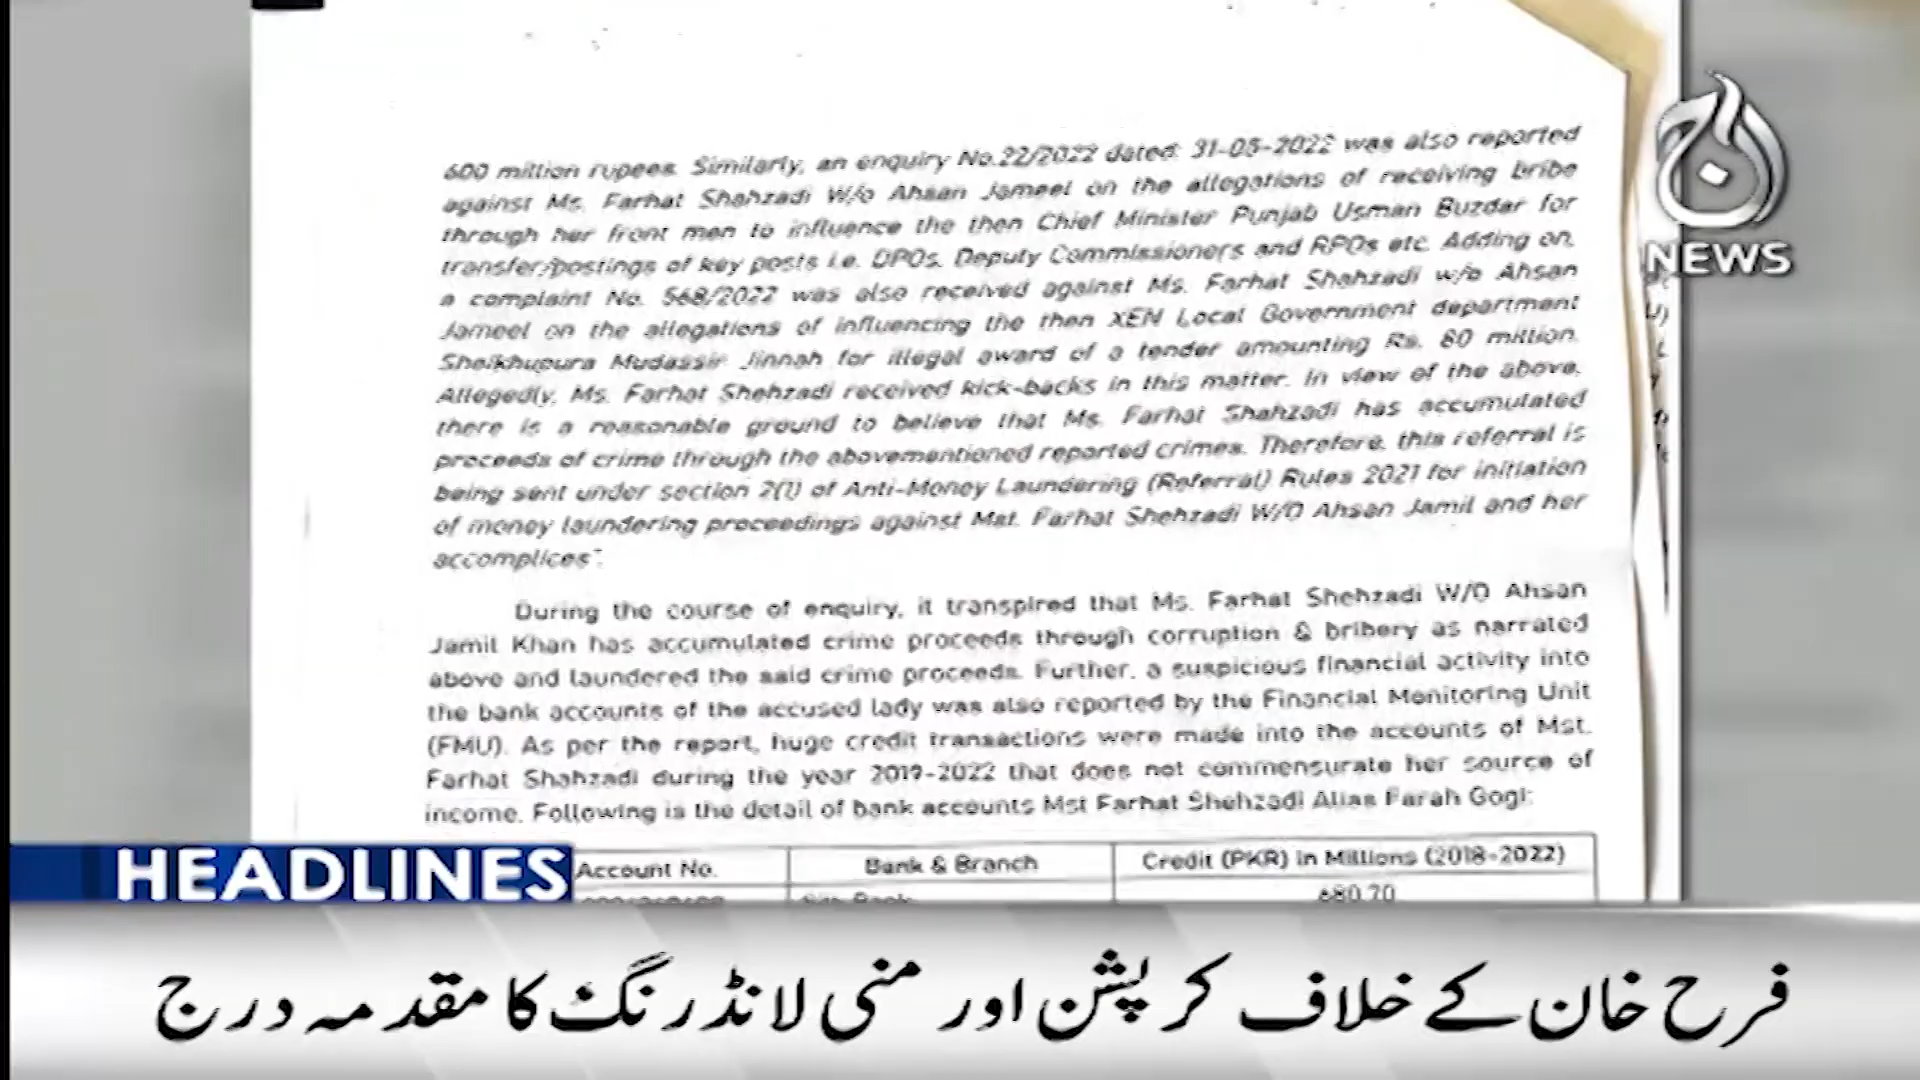 600 million rupees. Similarly, an enquiry No.22/2022 dated: 31-05-2022 was also reported
against Ms. Farhat Shahzadi W/o Ahsan Jameel on the allegations of receiving bribe
through her front men to influence the then Chief Minister Punjab Usman Buzdar for
transfer/postings of key posts i.e. DPOs, Deputy Commissioners and RPOs etc. Adding on,
a complaint No. 568/2022 was also received against Ms. Farhat Shahzadi w/o Ahsan
Jameel on the allegations of influencing the then XEN Local Government department
Sheikhupura Mudassir Jinnah for illegal award of a tender amounting Rs. 80 million.
Allegedly, Ms. Farhat Shehzadi received kick-backs in this matter. In view of the above,
there is a reasonable ground to believe that Ms. Farhat Shahzadi has accumulated
proceeds of crime through the abovementioned reported crimes. Therefore, this referral is
being sent under section 2(1) of Anti-Money Laundering (Referral) Rules 2021 for initiation
of money laundering proceedings against Mst. Farhat Shehzadi W/O Ahsan Jamil and her
accomplices".
During the course of enquiry, it transpired that Ms. Farhat Shehzadi W/O Ahsan
Jamil Khan has accumulated crime proceeds through corruption & bribery as narrated
above and laundered the said crime proceeds. Further, a suspicious financial activity into
the bank accounts of the accused lady was also reported by the Financial Monitoring Unit
(FMU). As per the report, huge credit transactions were made into the accounts of Mst.
Farhat Shahzadi during the year 2019-2022 that does not commensurate her source of
income. Following is the detail of bank accounts Mst Farhat Shehzadi Alias Farah Gogi:
Account No. Bank & Branch Credit (PKR) in Millions (2018-2022)
680.70
آج
NEWS
HEADLINES
فرح خان کے خلاف کرپشن اور منی لانڈرنگ کا مقدمہ درج